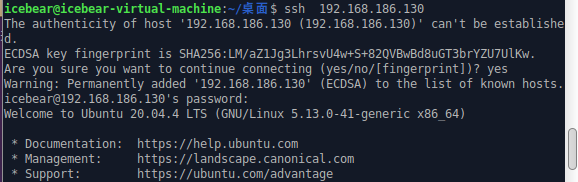 icebear@icebear-virtual-machine:~/桌面$ ssh  192.168.186.130
The authenticity of host '192.168.186.130 (192.168.186.130)' can't be establishe
d.
ECDSA key fingerprint is SHA256:LM/aZ1Jg3LhrsvU4w+S+82QVBwBd8uGT3brYZU7UlKw.
Are you sure you want to continue connecting (yes/no/[fingerprint])? yes
Warning: Permanently added '192.168.186.130' (ECDSA) to the list of known hosts.
icebear@192.168.186.130's password:
Welcome to Ubuntu 20.04.4 LTS (GNU/Linux 5.13.0-41-generic x86_64)
* Documentation:  https://help.ubuntu.com
* Management:     https://landscape.canonical.com
* Support:        https://ubuntu.com/advantage